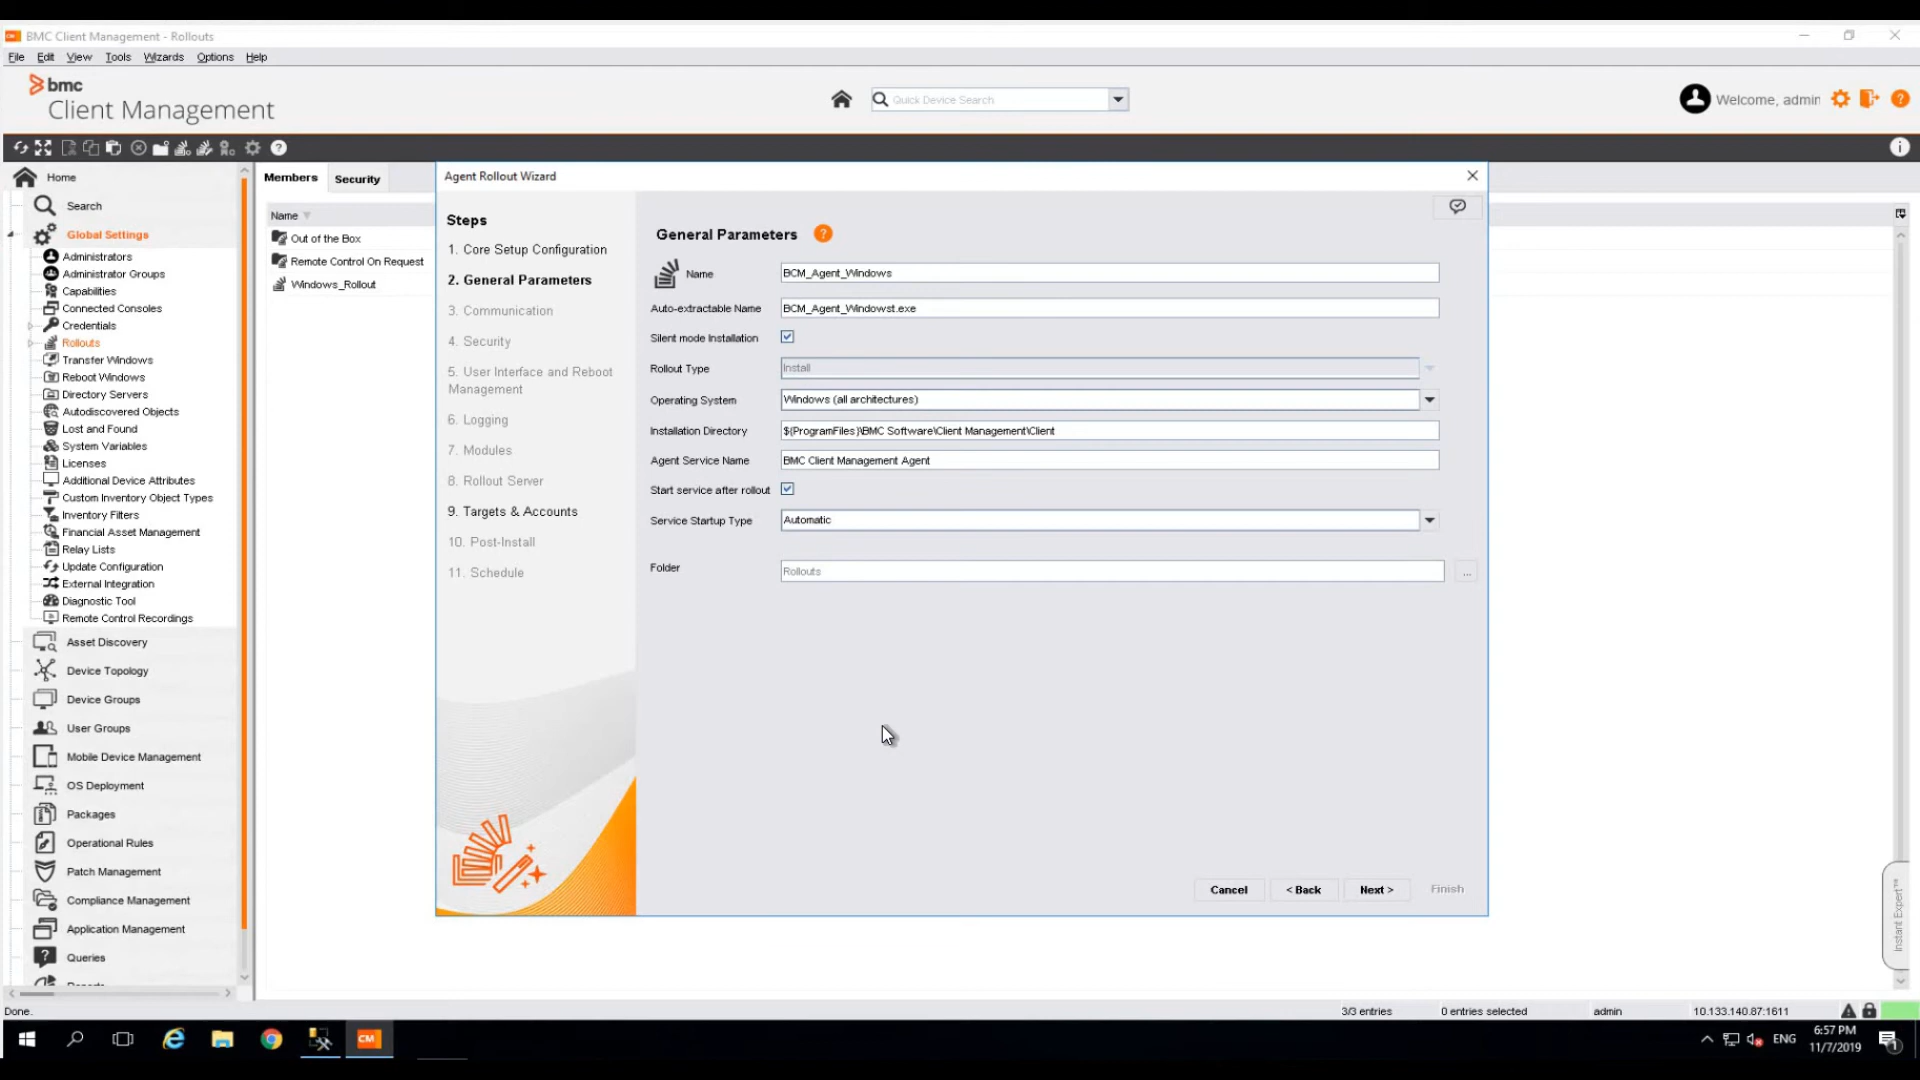 BMC Client Management - Rollouts
File Edit View Tools Wizards Options Help
bmc
Client Management
Quick Device Search
Welcome, admin
Home
Search
Global Settings
Administrators
Administrator Groups
Capabilities
Connected Consoles
Credentials
Rollouts
Transfer Windows
Reboot Windows
Directory Servers
Autodiscovered Objects
Lost and Found
System Variables
Licenses
Additional Device Attributes
Custom Inventory Object Types
Inventory Filters
Financial Asset Management
Relay Lists
Update Configuration
External Integration
Diagnostic Tool
Remote Control Recordings
Asset Discovery
Device Topology
Device Groups
User Groups
Mobile Device Management
OS Deployment
Packages
Operational Rules
Patch Management
Compliance Management
Application Management
Queries
Members Security
Name
Out of the Box
Remote Control On Request
Windows_Rollout
Agent Rollout Wizard
Steps
1. Core Setup Configuration
2. General Parameters
3. Communication
4. Security
5. User Interface and Reboot
Management
6. Logging
7. Modules
8. Rollout Server
9. Targets & Accounts
10. Post-Install
11. Schedule
General Parameters ?
Name BCM_Agent_Windows
Auto-extractable Name BCM_Agent_Windowst.exe
Silent mode Installation
Rollout Type Install
Operating System Windows (all architectures)
Installation Directory ${ProgramFiles}\BMC Software\Client Management\Client
Agent Service Name BMC Client Management Agent
Start service after rollout
Service Startup Type Automatic
Folder Rollouts ...
Cancel < Back Next > Finish
Instant Expert™
Done. 3/3 entries 0 entries selected admin 10.133.140.87:1611
CM ENG 6:57 PM
11/7/2019
1